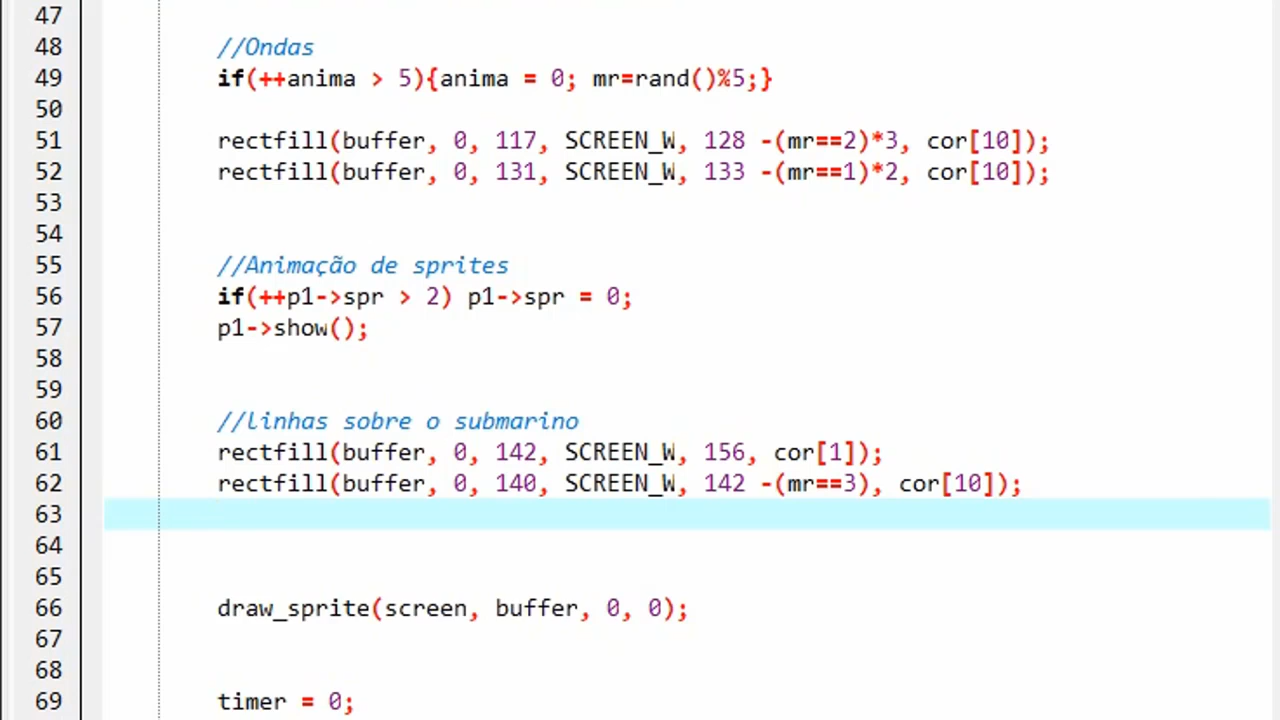 47
48 //Ondas
49 if(++anima > 5){anima = 0; mr=rand()%5;}
50
51 rectfill(buffer, 0, 117, SCREEN_W, 128 -(mr==2)*3, cor[10]);
52 rectfill(buffer, 0, 131, SCREEN_W, 133 -(mr==1)*2, cor[10]);
53
54
55 //Animação de sprites
56 if(++p1->spr > 2) p1->spr = 0;
57 p1->show();
58
59
60 //linhas sobre o submarino
61 rectfill(buffer, 0, 142, SCREEN_W, 156, cor[1]);
62 rectfill(buffer, 0, 140, SCREEN_W, 142 -(mr==3), cor[10]);
63
64
65
66 draw_sprite(screen, buffer, 0, 0);
67
68
69 timer = 0;